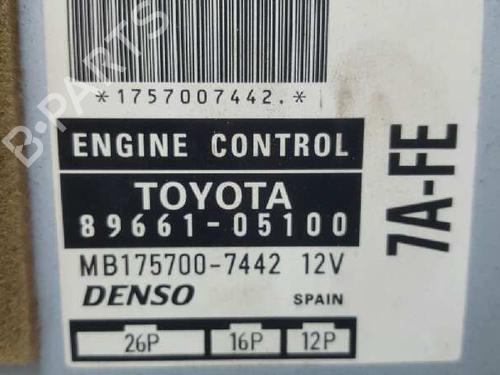 *1757007442.*
ENGINE CONTROL
TOYOTA
89661-05100
MB175700-7442 12V
DENSO SPAIN
26P 16P 12P
7A-FE
B-PARTS